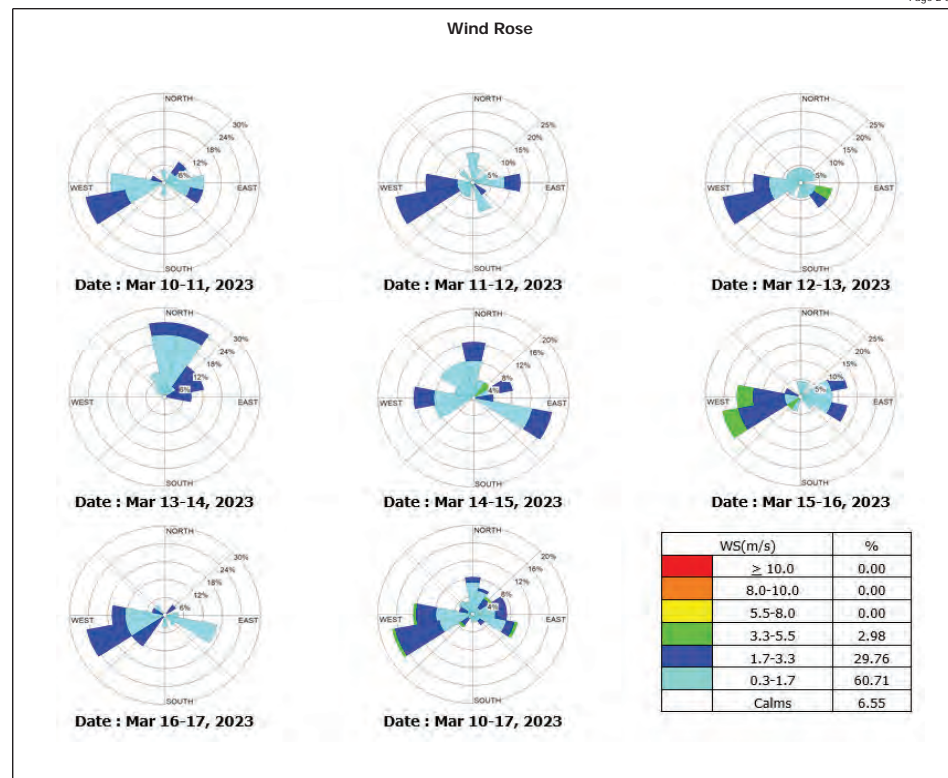 Wind Rose
NORTH
30%
24%
18%
12%
6%
WEST
EAST
SOUTH
Date : Mar 10-11, 2023
NORTH
25%
20%
15%
10%
5%
WEST
EAST
SOUTH
Date : Mar 11-12, 2023
NORTH
25%
20%
15%
10%
5%
WEST
EAST
SOUTH
Date : Mar 12-13, 2023
NORTH
30%
24%
18%
12%
6%
WEST
EAST
SOUTH
Date : Mar 13-14, 2023
NORTH
20%
16%
12%
8%
4%
WEST
EAST
SOUTH
Date : Mar 14-15, 2023
NORTH
25%
20%
15%
10%
5%
WEST
EAST
SOUTH
Date : Mar 15-16, 2023
NORTH
30%
24%
18%
12%
6%
WEST
EAST
SOUTH
Date : Mar 16-17, 2023
NORTH
20%
16%
12%
8%
4%
WEST
EAST
SOUTH
Date : Mar 10-17, 2023
WS(m/s) %
≥ 10.0 0.00
8.0-10.0 0.00
5.5-8.0 0.00
3.3-5.5 2.98
1.7-3.3 29.76
0.3-1.7 60.71
Calms 6.55